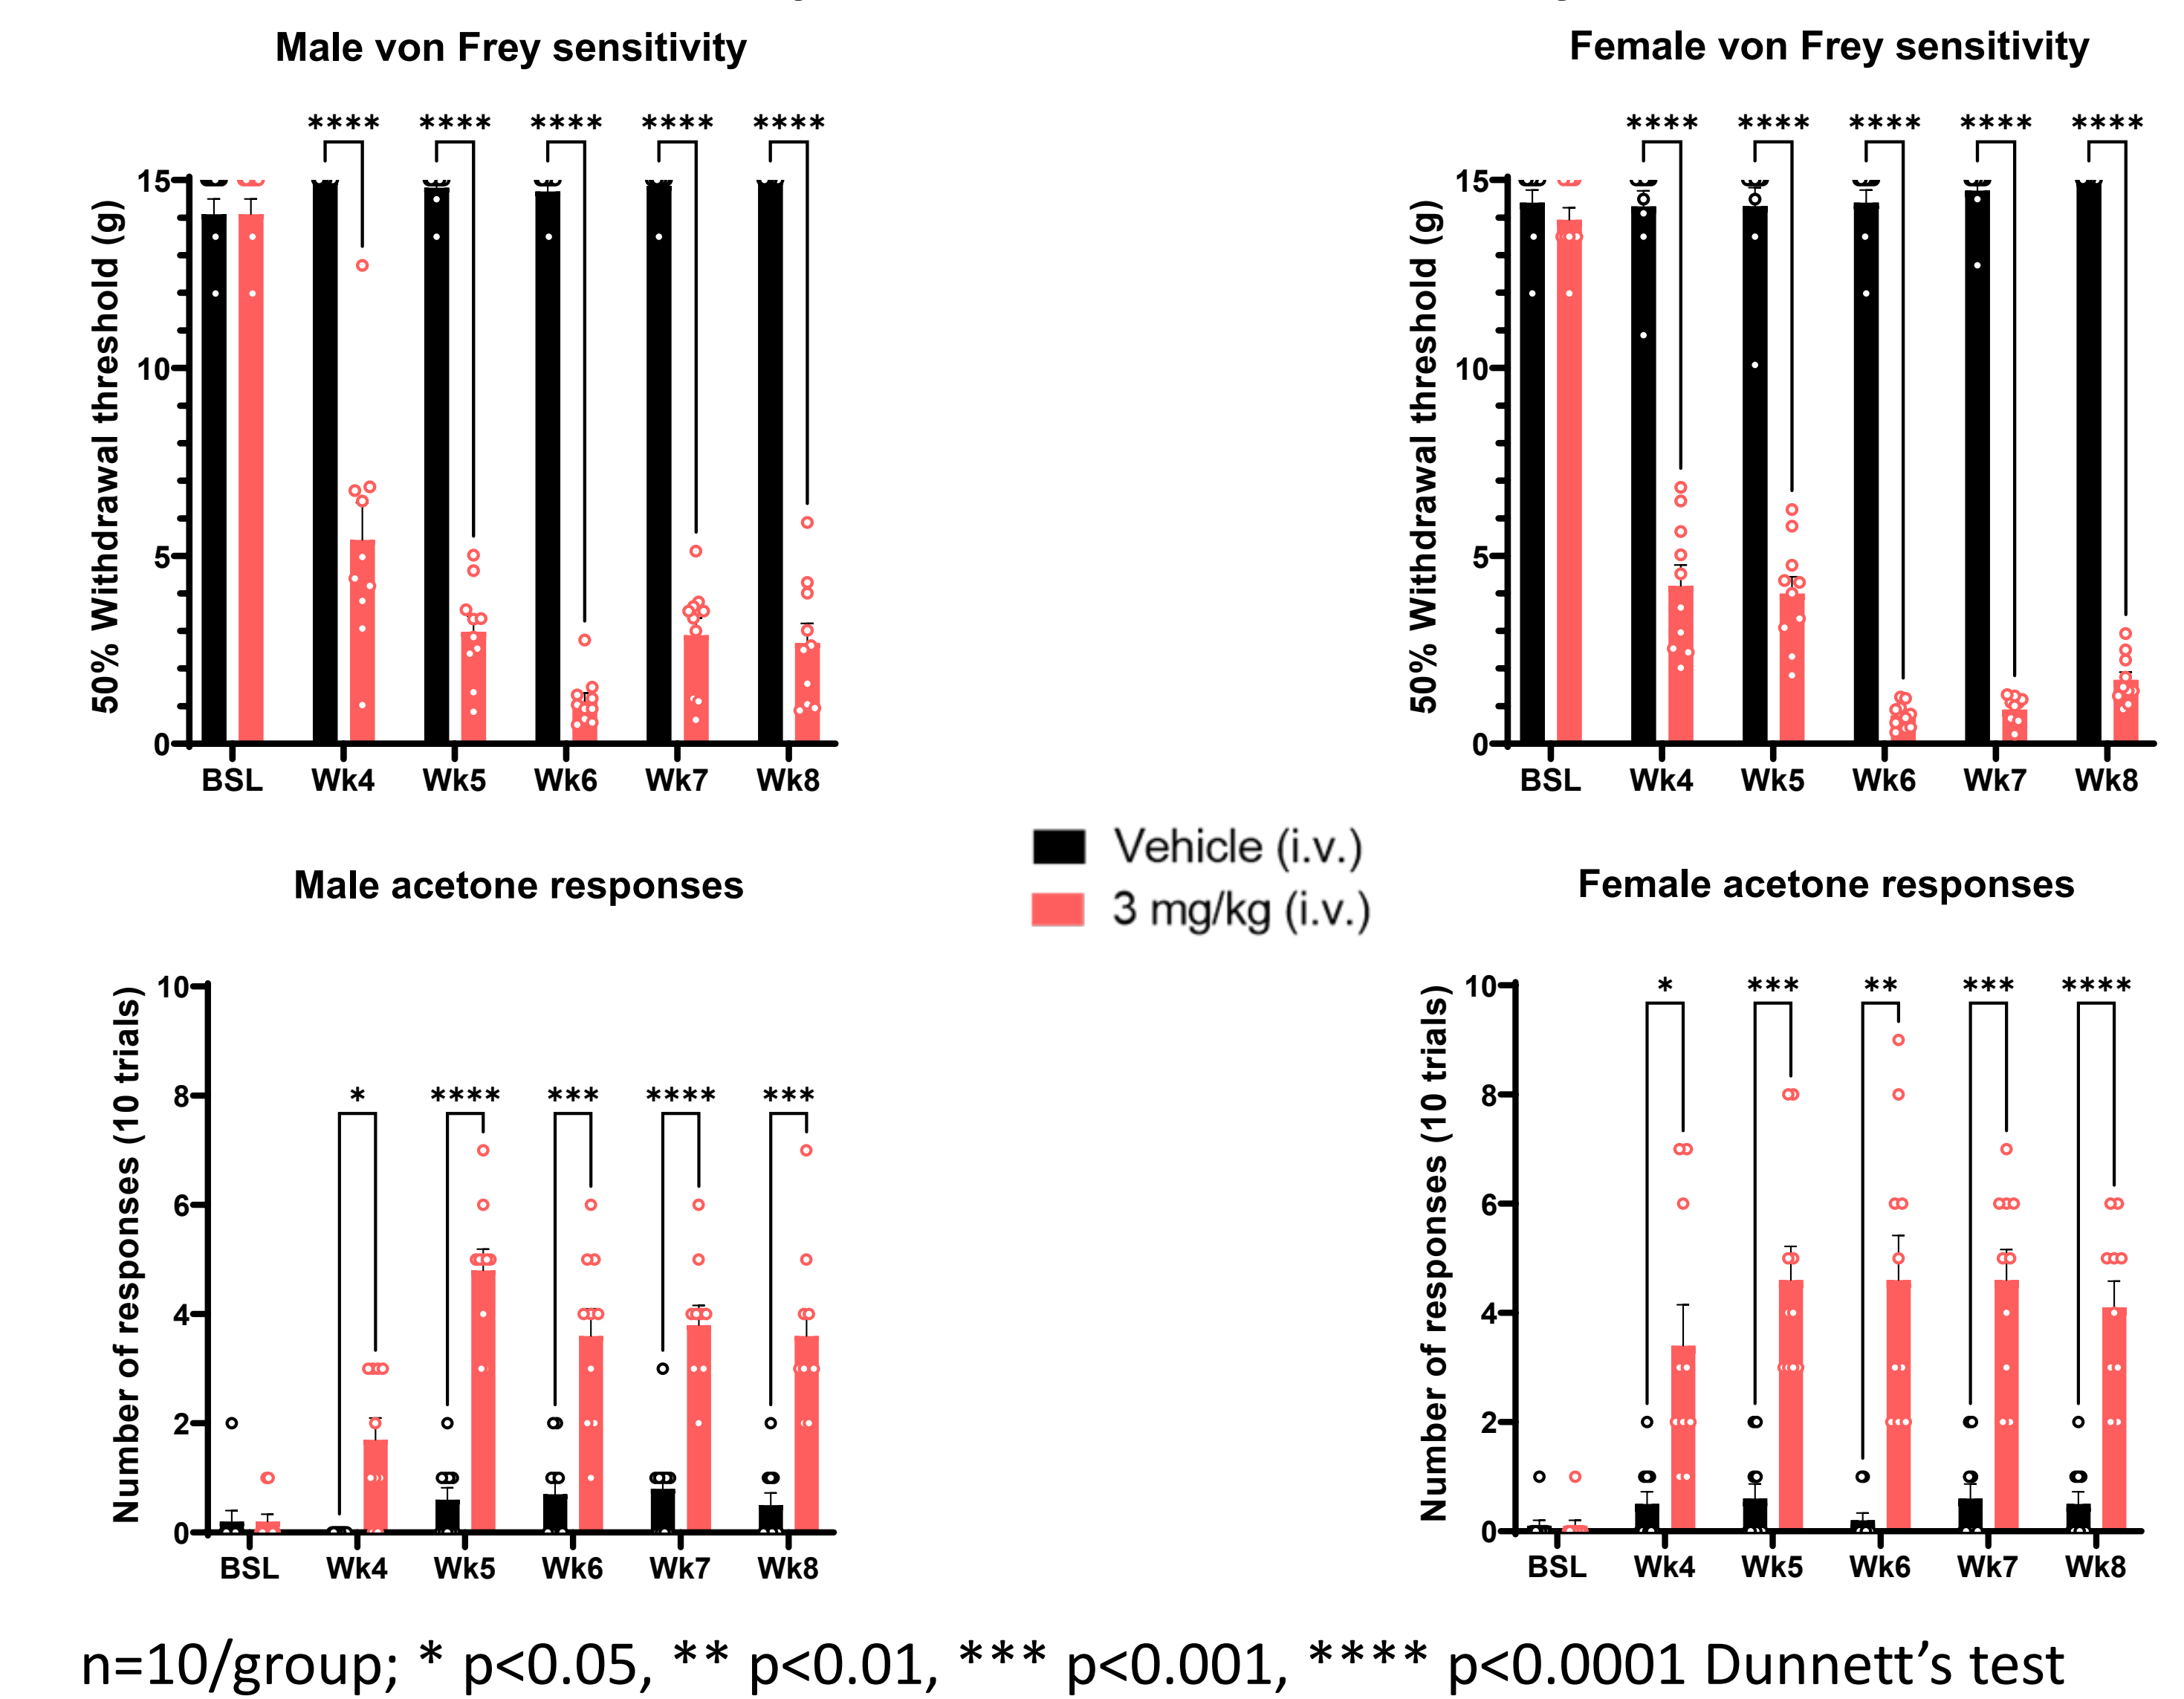 Male von Frey sensitivity
**** **** **** **** ****
50% Withdrawal threshold (g)
15
10
5
0
BSL Wk4 Wk5 Wk6 Wk7 Wk8
Female von Frey sensitivity
**** **** **** **** ****
50% Withdrawal threshold (g)
15
10
5
0
BSL Wk4 Wk5 Wk6 Wk7 Wk8
Vehicle (i.v.)
3 mg/kg (i.v.)
Male acetone responses
* **** *** **** ***
Number of responses (10 trials)
10
8
6
4
2
0
BSL Wk4 Wk5 Wk6 Wk7 Wk8
Female acetone responses
* *** ** *** ****
Number of responses (10 trials)
10
8
6
4
2
0
BSL Wk4 Wk5 Wk6 Wk7 Wk8
n=10/group; * p<0.05, ** p<0.01, *** p<0.001, **** p<0.0001 Dunnett’s test